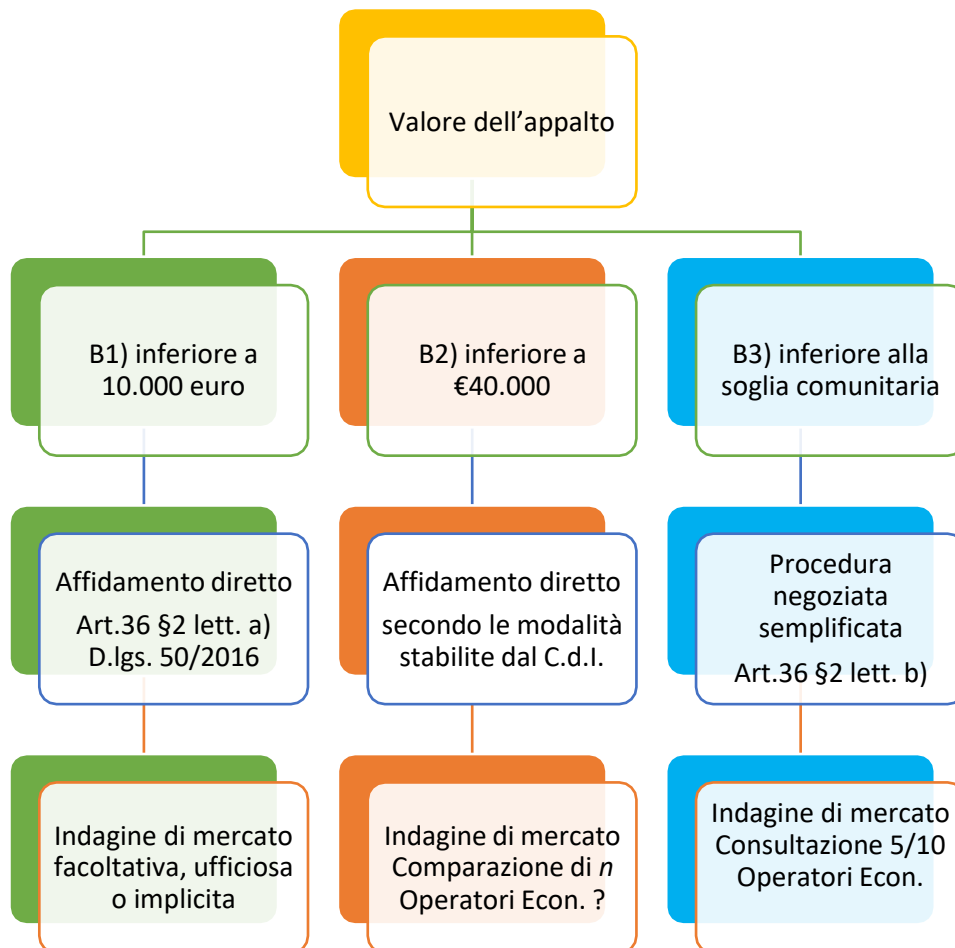 Valore dell’appalto
B1) inferiore a
10.000 euro
B2) inferiore a
€40.000
B3) inferiore alla
soglia comunitaria
Affidamento diretto
Art.36 §2 lett. a)
D.lgs. 50/2016
Affidamento diretto
secondo le modalità
stabilite dal C.d.I.
Procedura
negoziata
semplificata
Art.36 §2 lett. b)
Indagine di mercato
facoltativa, ufficiosa
o implicita
Indagine di mercato
Comparazione di n
Operatori Econ. ?
Indagine di mercato
Consultazione 5/10
Operatori Econ.